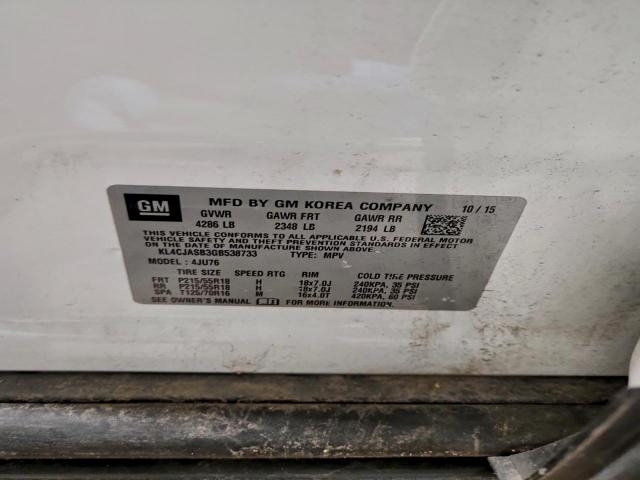 GM MFD BY GM KOREA COMPANY 10 / 15
GVWR GAWR FRT GAWR RR
4286 LB 2348 LB 2194 LB
THIS VEHICLE CONFORMS TO ALL APPLICABLE U.S. FEDERAL MOTOR
VEHICLE SAFETY AND THEFT PREVENTION STANDARDS IN EFFECT
ON THE DATE OF MANUFACTURE SHOWN ABOVE.
KL4CJASB3GB538733 TYPE: MPV
MODEL : 4JU76
TIRE SIZE SPEED RTG RIM COLD TIRE PRESSURE
FRT P215/55R18 H 18x7.0J 240KPA, 35 PSI
RR P215/55R18 H 18x7.0J 240KPA, 35 PSI
SPA T125/70R16 M 16x4.0T 420KPA, 60 PSI
SEE OWNER'S MANUAL FOR MORE INFORMATION.